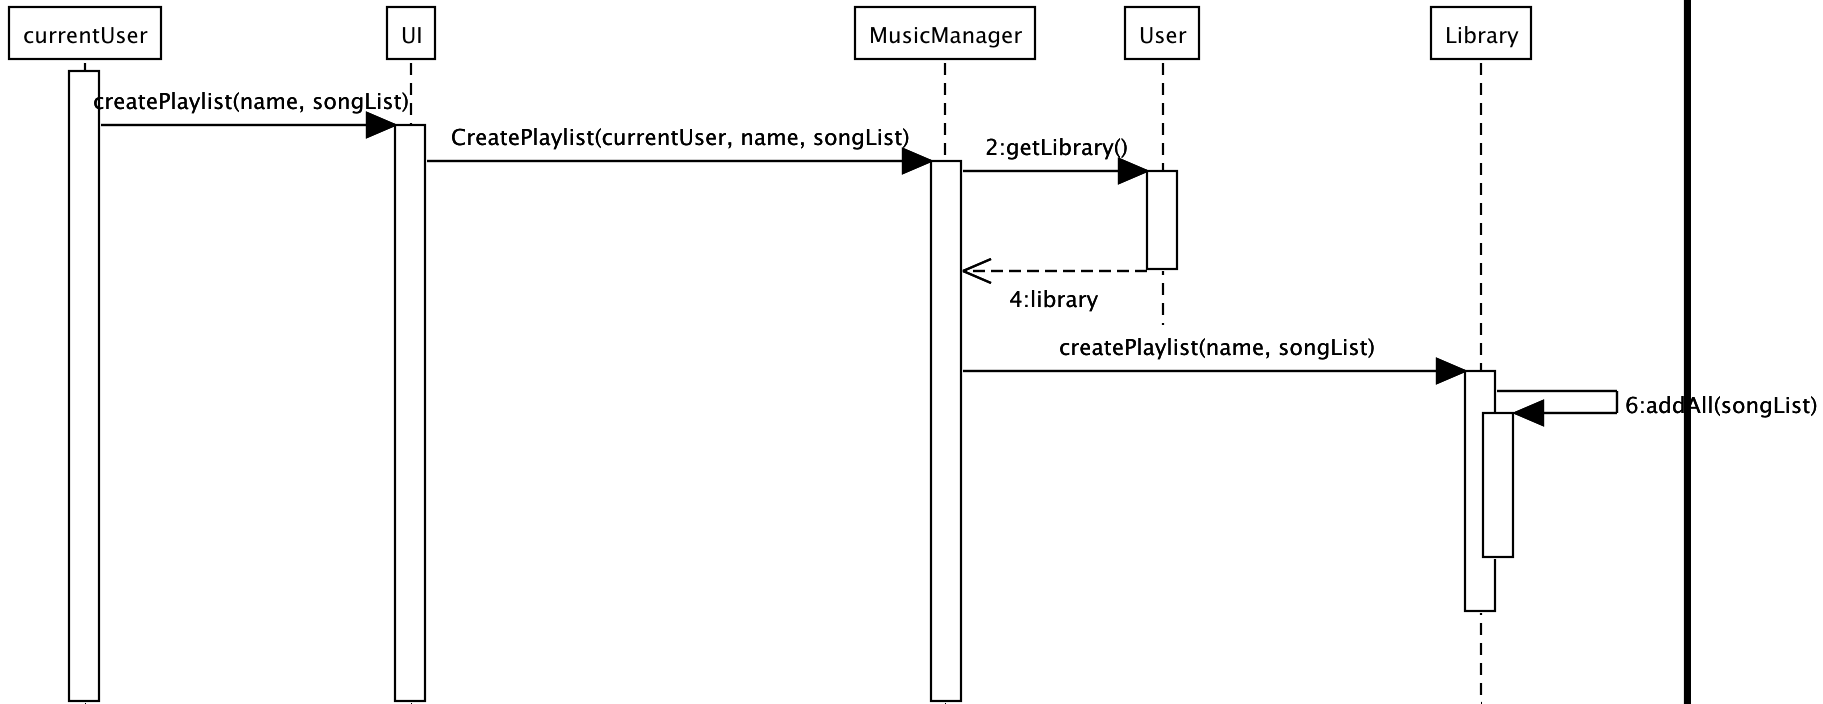 currentUser
UI
MusicManager
User
Library
createPlaylist(name, songList)
CreatePlaylist(currentUser, name, songList)
2:getLibrary()
4:library
createPlaylist(name, songList)
6:addAll(songList)